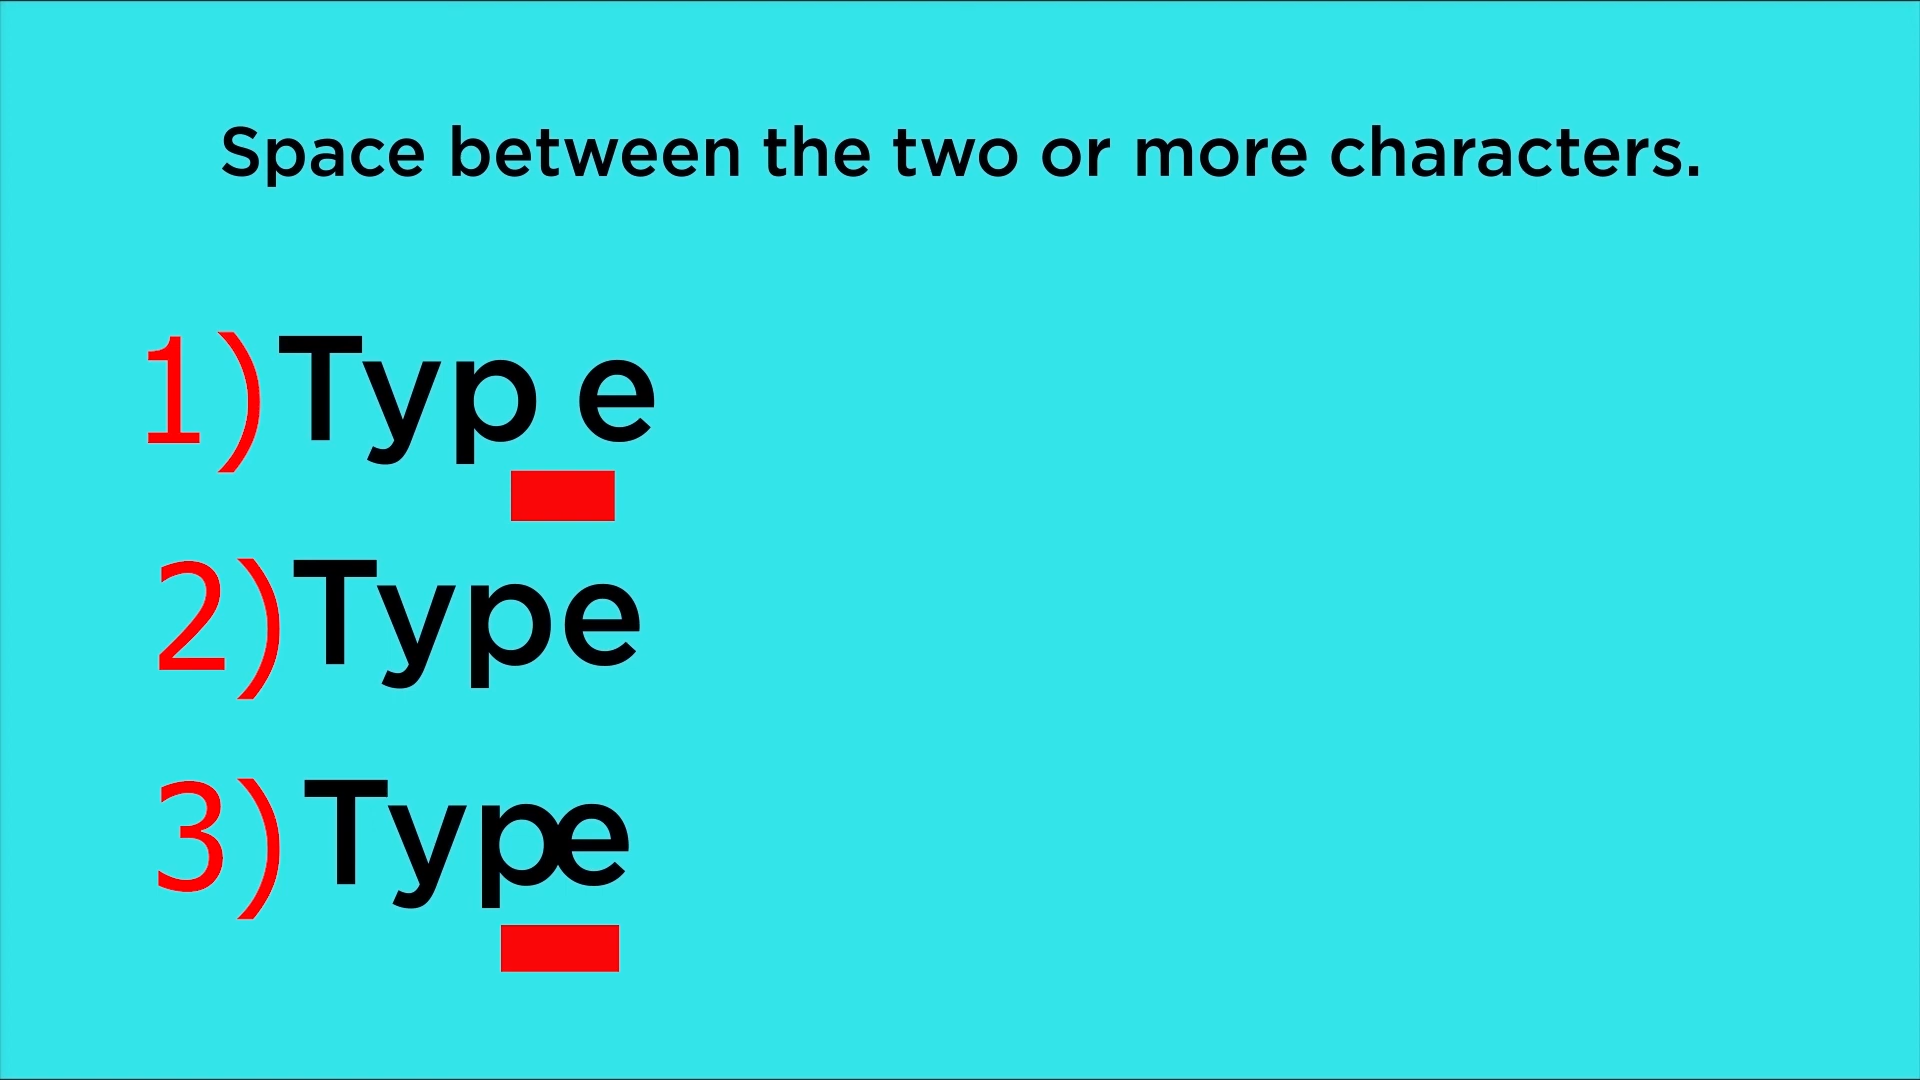 Space between the two or more characters.
1) Typ e
2) Type
3) Type